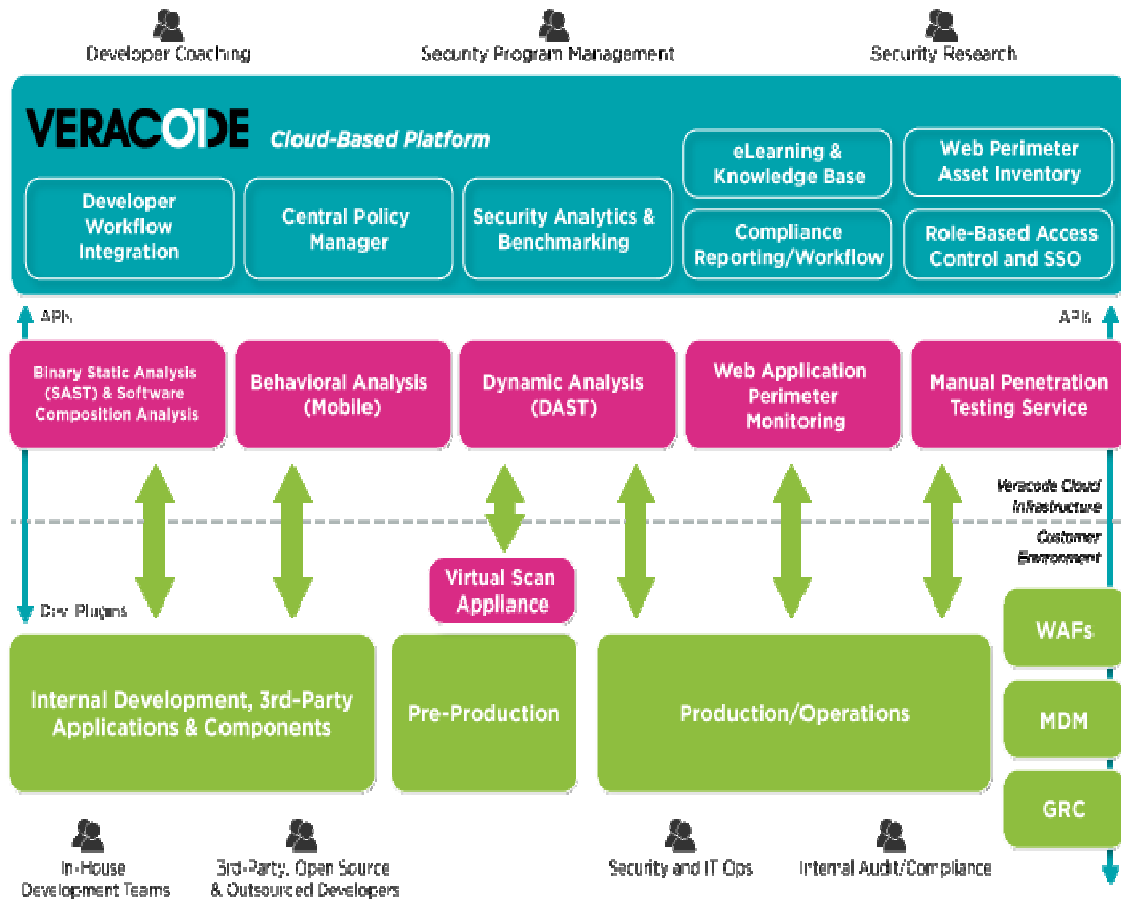 Developer Coaching
Security Program Management
Security Research
VERACODE Cloud-Based Platform
Developer
Workflow
Integration
Central Policy
Manager
Security Analytics &
Benchmarking
eLearning &
Knowledge Base
Web Perimeter
Asset Inventory
Compliance
Reporting/Workflow
Role-Based Access
Control and SSO
APIs
APIs
Binary Static Analysis
(SAST) & Software
Composition Analysis
Behavioral Analysis
(Mobile)
Dynamic Analysis
(DAST)
Web Application
Perimeter
Monitoring
Manual Penetration
Testing Service
Veracode Cloud
Infrastructure
Customer
Environment
Virtual Scan
Appliance
Dev Plugins
Internal Development, 3rd-Party
Applications & Components
Pre-Production
Production/Operations
WAFs
MDM
GRC
In-House
Development Teams
3rd-Party, Open Source
& Outsourced Developers
Security and IT Ops
Internal Audit/Compliance